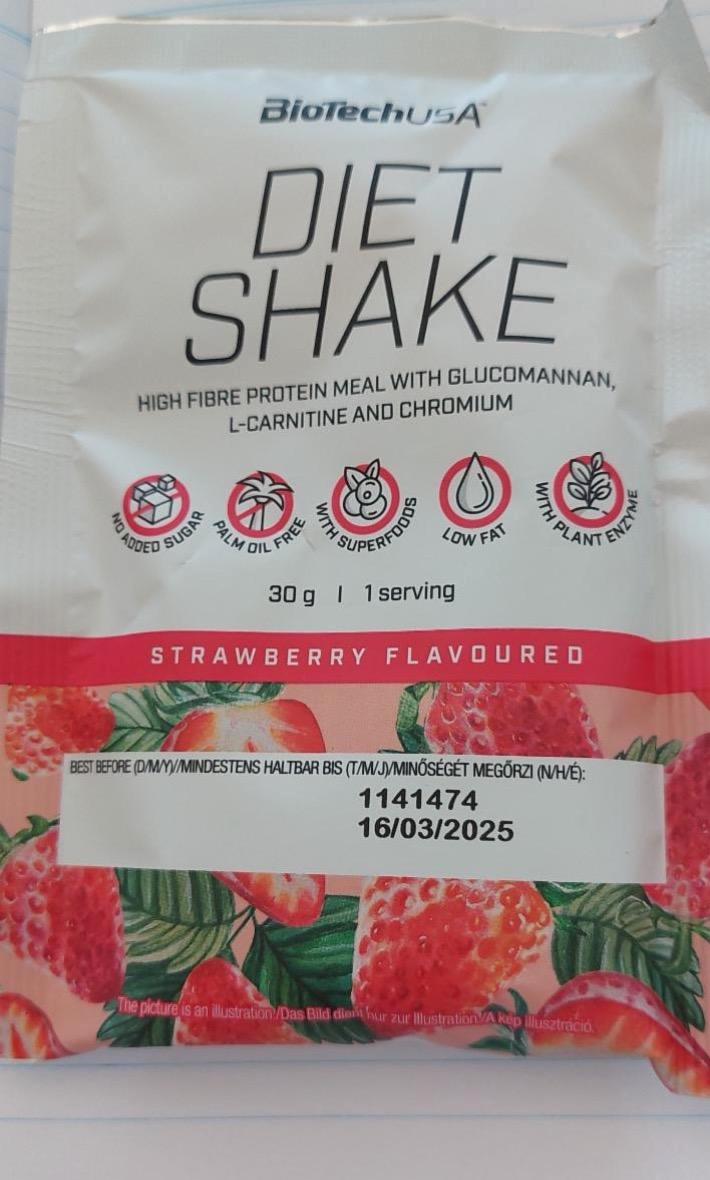 BioTechUSA
DIET
SHAKE
HIGH FIBRE PROTEIN MEAL WITH GLUCOMANNAN,
L-CARNITINE AND CHROMIUM
NO ADDED SUGAR
PALM OIL FREE
WITH SUPERFOODS
LOW FAT
WITH PLANT ENZYME
30 g | 1 serving
STRAWBERRY FLAVOURED
BEST BEFORE (D/M/Y)/MINDESTENS HALTBAR BIS (T/M/J)/MINŐSÉGÉT MEGŐRZI (N/H/É):
1141474
16/03/2025
The picture is an illustration./Das Bild dient nur zur Illustration./A kép illusztráció.